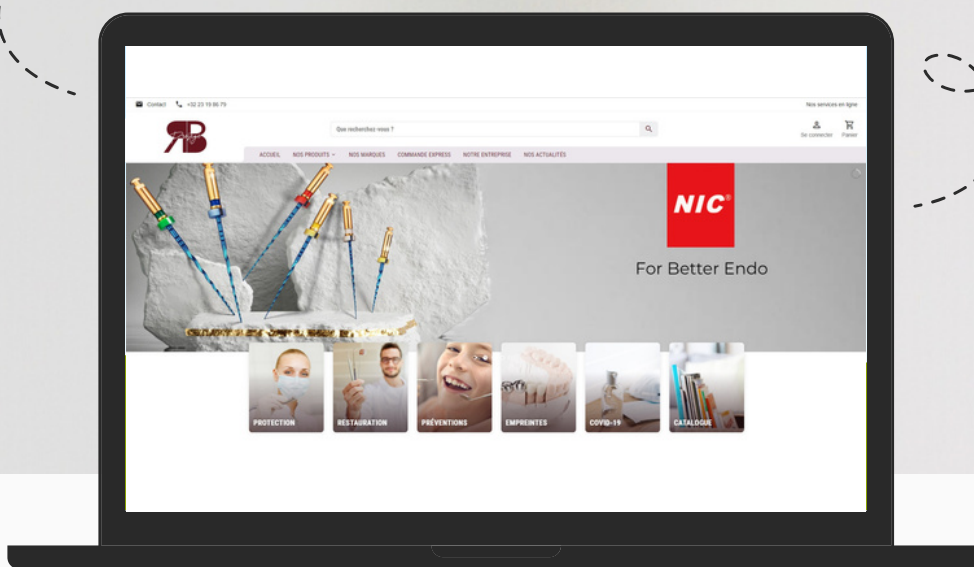 Contact +32 23 19 86 79
Nos services en ligne
RB
Que recherchez-vous ?
Se connecter
Panier
ACCUEIL NOS PRODUITS NOS MARQUES COMMANDE EXPRESS NOTRE ENTREPRISE NOS ACTUALITÉS
NIC®
For Better Endo
PROTECTION
RESTAURATION
PRÉVENTIONS
EMPREINTES
COVID-19
CATALOGUE